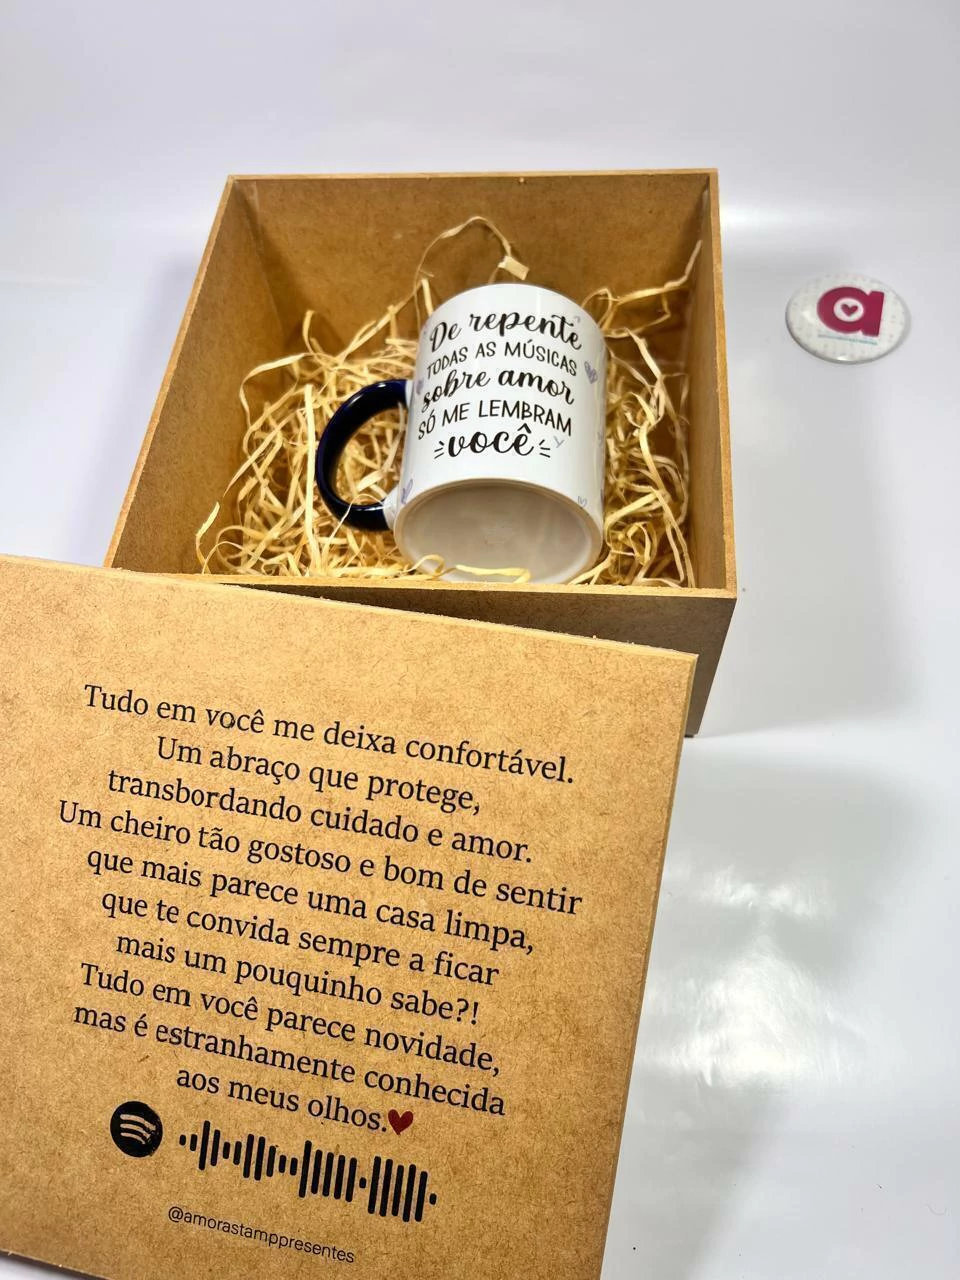 De repente
TODAS AS MÚSICAS
sobre amor
SÓ ME LEMBRAM
você
a
Tudo em você me deixa confortável.
Um abraço que protege,
transbordando cuidado e amor.
Um cheiro tão gostoso e bom de sentir
que mais parece uma casa limpa,
que te convida sempre a ficar
mais um pouquinho sabe?!
Tudo em você parece novidade,
mas é estranhamente conhecida
aos meus olhos.❤
@amorastamppresentes